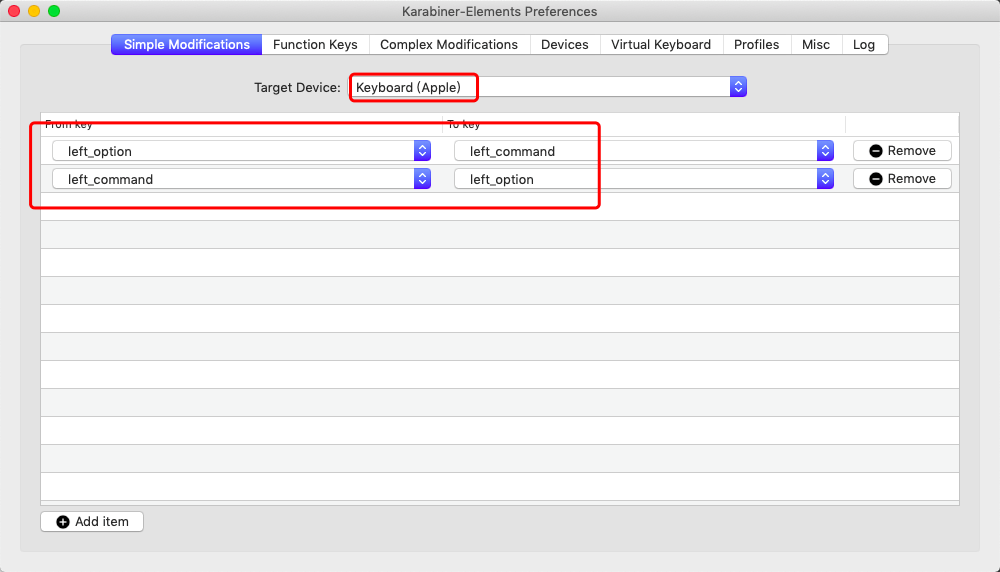 Karabiner-Elements Preferences
Simple Modifications Function Keys Complex Modifications Devices Virtual Keyboard Profiles Misc Log
Target Device: Keyboard (Apple)
From key To key
left_option left_command Remove
left_command left_option Remove
Add item